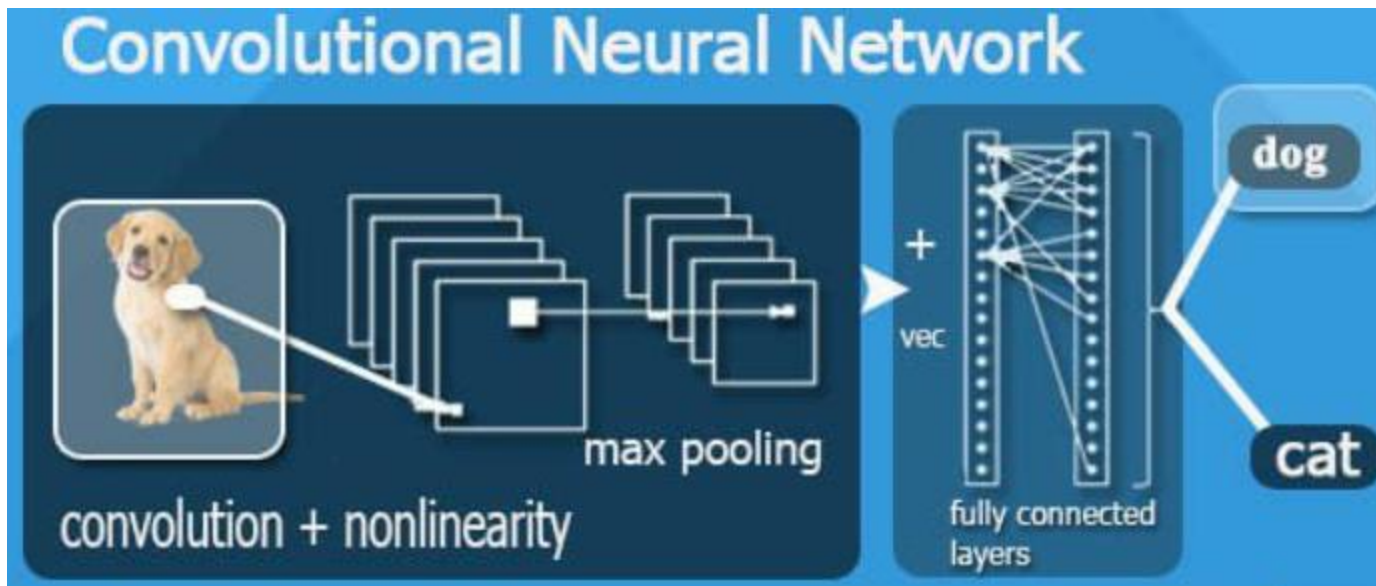 Convolutional Neural Network
dog
+
vec
max pooling
cat
convolution + nonlinearity
fully connected
layers